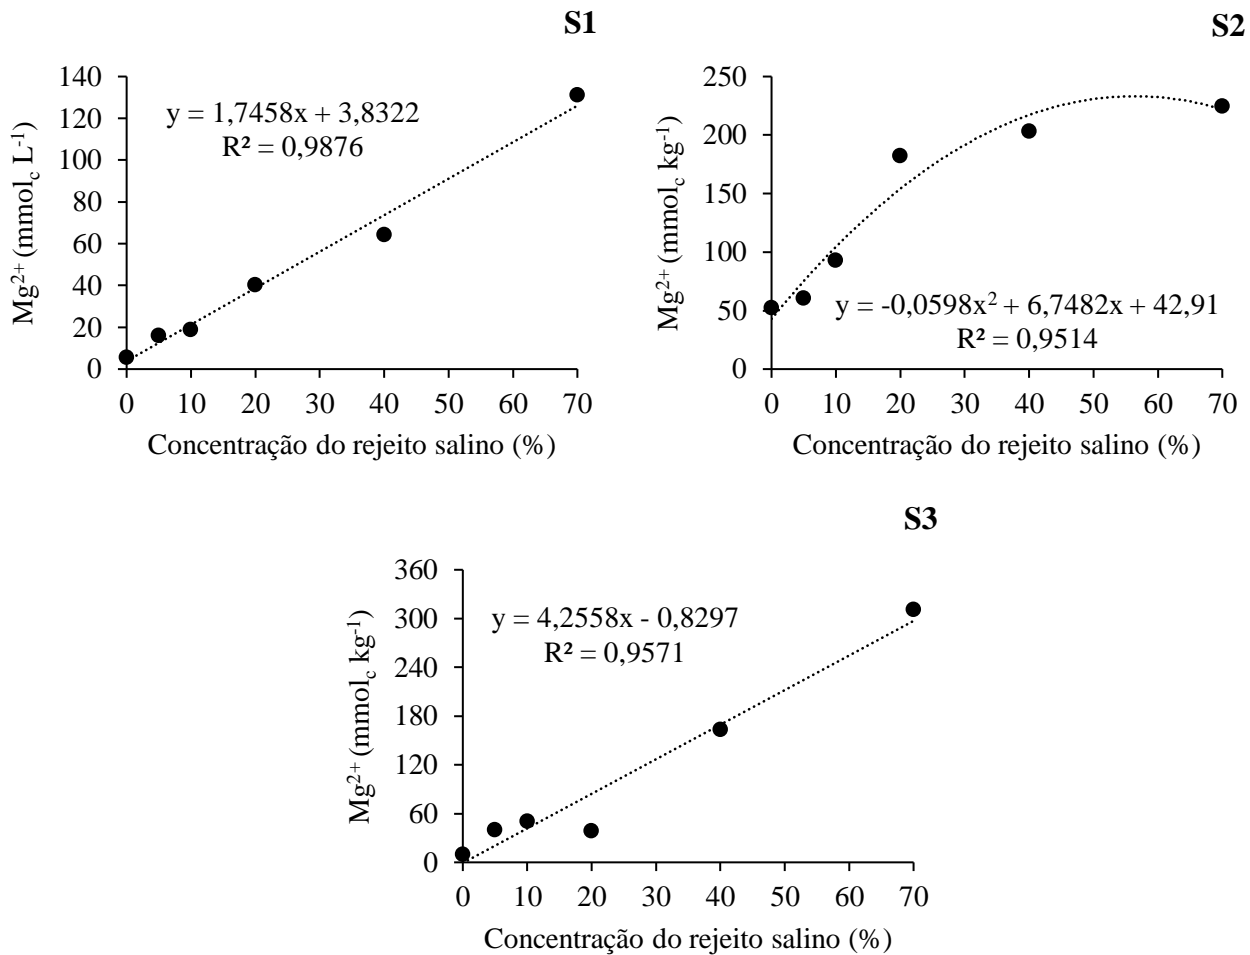 S1
y = 1,7458x + 3,8322
R² = 0,9876
Mg²⁺ (mmol_c L⁻¹)
140
120
100
80
60
40
20
0
0 10 20 30 40 50 60 70
Concentração do rejeito salino (%)
S2
Mg²⁺ (mmol_c kg⁻¹)
250
200
150
100
50
0
y = -0,0598x² + 6,7482x + 42,91
R² = 0,9514
0 10 20 30 40 50 60 70
Concentração do rejeito salino (%)
S3
y = 4,2558x - 0,8297
R² = 0,9571
Mg²⁺ (mmol_c kg⁻¹)
360
300
240
180
120
60
0
0 10 20 30 40 50 60 70
Concentração do rejeito salino (%)